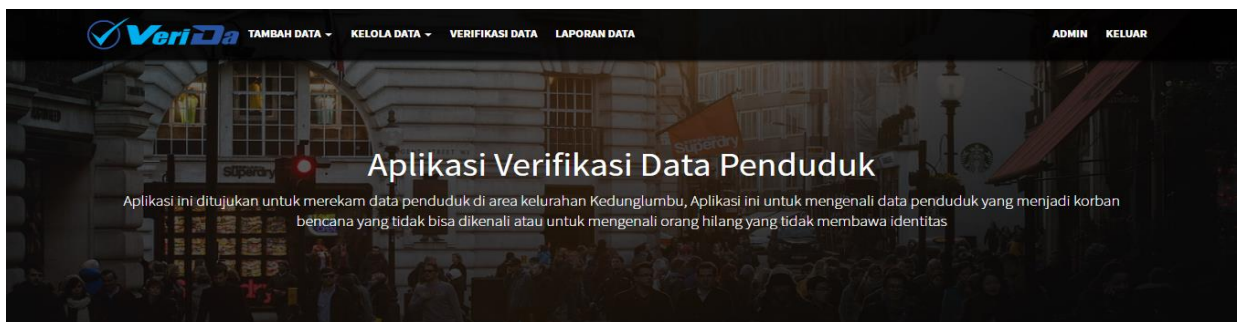 VeriDa TAMBAH DATA KELOLA DATA VERIFIKASI DATA LAPORAN DATA ADMIN KELUAR
Superdry
Superdry
Aplikasi Verifikasi Data Penduduk
Aplikasi ini ditujukan untuk merekam data penduduk di area kelurahan Kedunglumbu, Aplikasi ini untuk mengenali data penduduk yang menjadi korban
bencana yang tidak bisa dikenali atau untuk mengenali orang hilang yang tidak membawa identitas